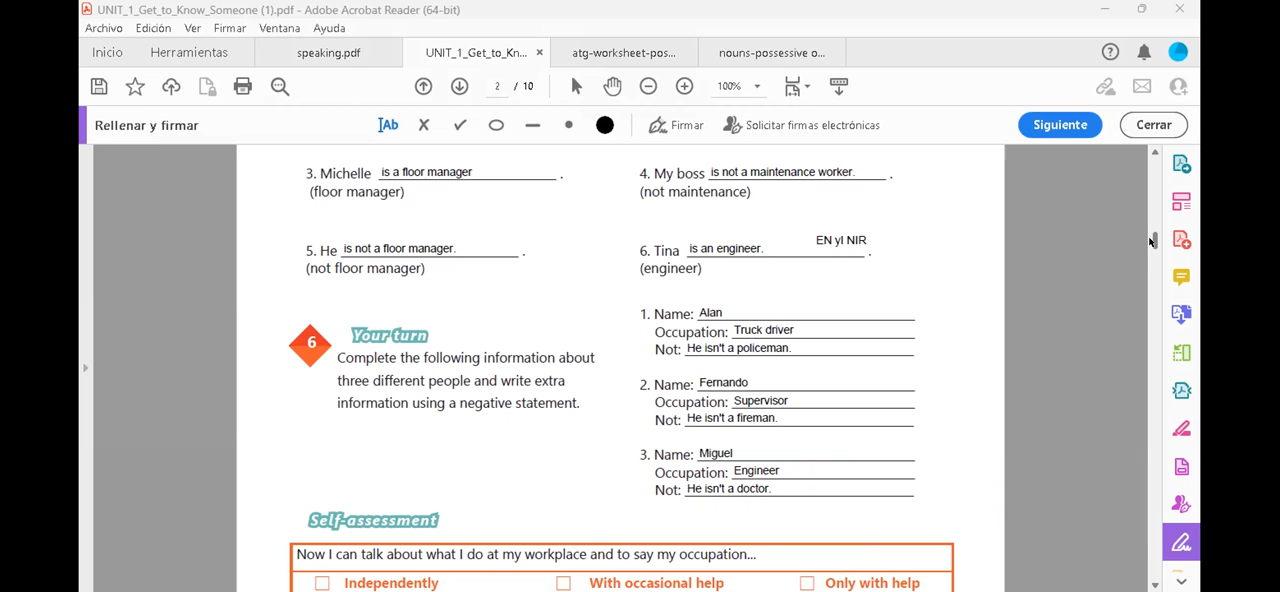 UNIT_1_Get_to_Know_Someone (1).pdf - Adobe Acrobat Reader (64-bit)
Archivo Edición Ver Firmar Ventana Ayuda
Inicio Herramientas speaking.pdf UNIT_1_Get_to_Kn... × atg-worksheet-pos... nouns-possessive o...
2 / 10 100%
Rellenar y firmar Ab Firmar Solicitar firmas electrónicas Siguiente Cerrar
3. Michelle is a floor manager .
(floor manager)
4. My boss is not a maintenance worker. .
(not maintenance)
5. He is not a floor manager. .
(not floor manager)
EN yI NIR
6. Tina is an engineer. .
(engineer)
6 Your turn
Complete the following information about
three different people and write extra
information using a negative statement.
1. Name: Alan
Occupation: Truck driver
Not: He isn't a policeman.
2. Name: Fernando
Occupation: Supervisor
Not: He isn't a fireman.
3. Name: Miguel
Occupation: Engineer
Not: He isn't a doctor.
Self-assessment
Now I can talk about what I do at my workplace and to say my occupation...
Independently With occasional help Only with help